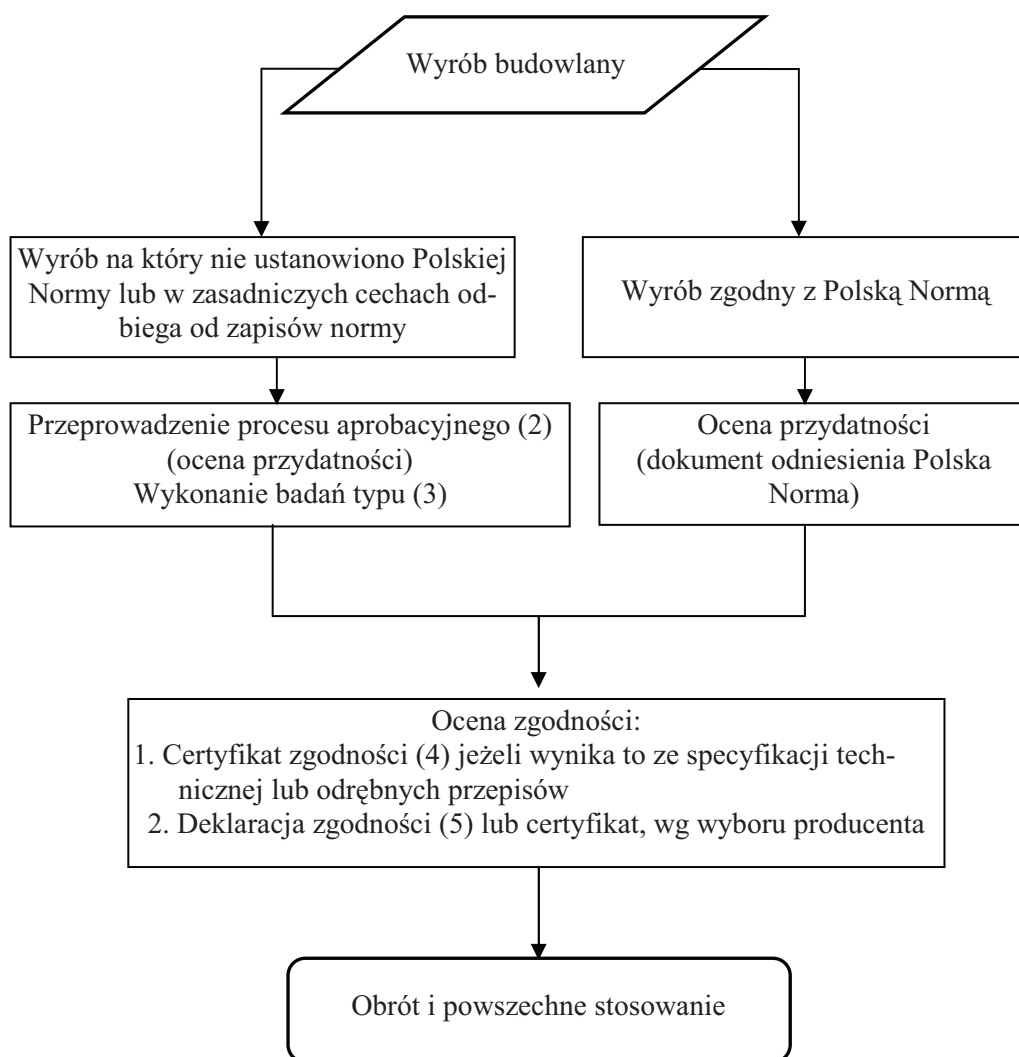 Wyrób budowlany
Wyrób na który nie ustanowiono Polskiej
Normy lub w zasadniczych cechach od-
biega od zapisów normy
Wyrób zgodny z Polską Normą
Przeprowadzenie procesu aprobacyjnego (2)
(ocena przydatności)
Wykonanie badań typu (3)
Ocena przydatności
(dokument odniesienia Polska
Norma)
Ocena zgodności:
1. Certyfikat zgodności (4) jeżeli wynika to ze specyfikacji tech-
nicznej lub odrębnych przepisów
2. Deklaracja zgodności (5) lub certyfikat, wg wyboru producenta
Obrót i powszechne stosowanie